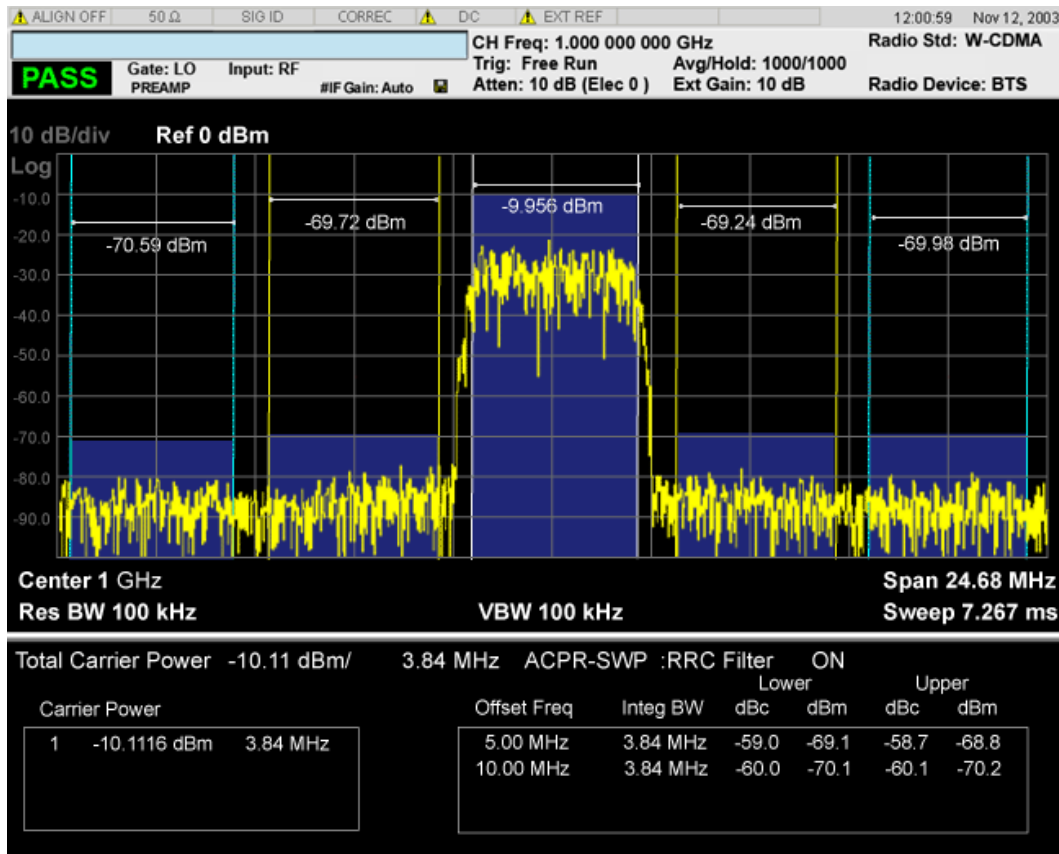 ALIGN OFF 50 Ω SIG ID CORREC DC EXT REF 12:00:59 Nov 12, 2003
CH Freq: 1.000 000 000 GHz Radio Std: W-CDMA
PASS Gate: LO Input: RF Trig: Free Run Avg/Hold: 1000/1000
PREAMP #IF Gain: Auto Atten: 10 dB (Elec 0 ) Ext Gain: 10 dB Radio Device: BTS
10 dB/div Ref 0 dBm
Log
-10.0
-20.0
-30.0
-40.0
-50.0
-60.0
-70.0
-80.0
-90.0
-70.59 dBm
-69.72 dBm
-9.956 dBm
-69.24 dBm
-69.98 dBm
Center 1 GHz Span 24.68 MHz
Res BW 100 kHz VBW 100 kHz Sweep 7.267 ms
Total Carrier Power -10.11 dBm/ 3.84 MHz ACPR-SWP :RRC Filter ON
Lower Upper
Carrier Power Offset Freq Integ BW dBc dBm dBc dBm
1 -10.1116 dBm 3.84 MHz 5.00 MHz 3.84 MHz -59.0 -69.1 -58.7 -68.8
10.00 MHz 3.84 MHz -60.0 -70.1 -60.1 -70.2